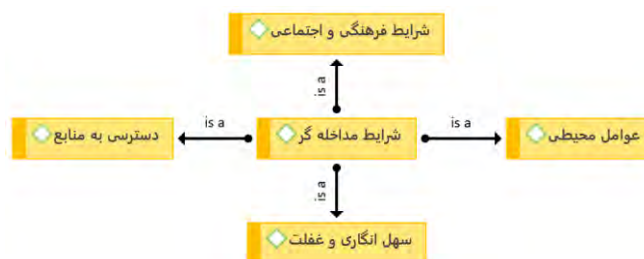 شرایط فرهنگی و اجتماعی
is a
عوامل محیطی
is a
شرایط مداخله گر
is a
دسترسی به منابع
is a
سهل انگاری و غفلت